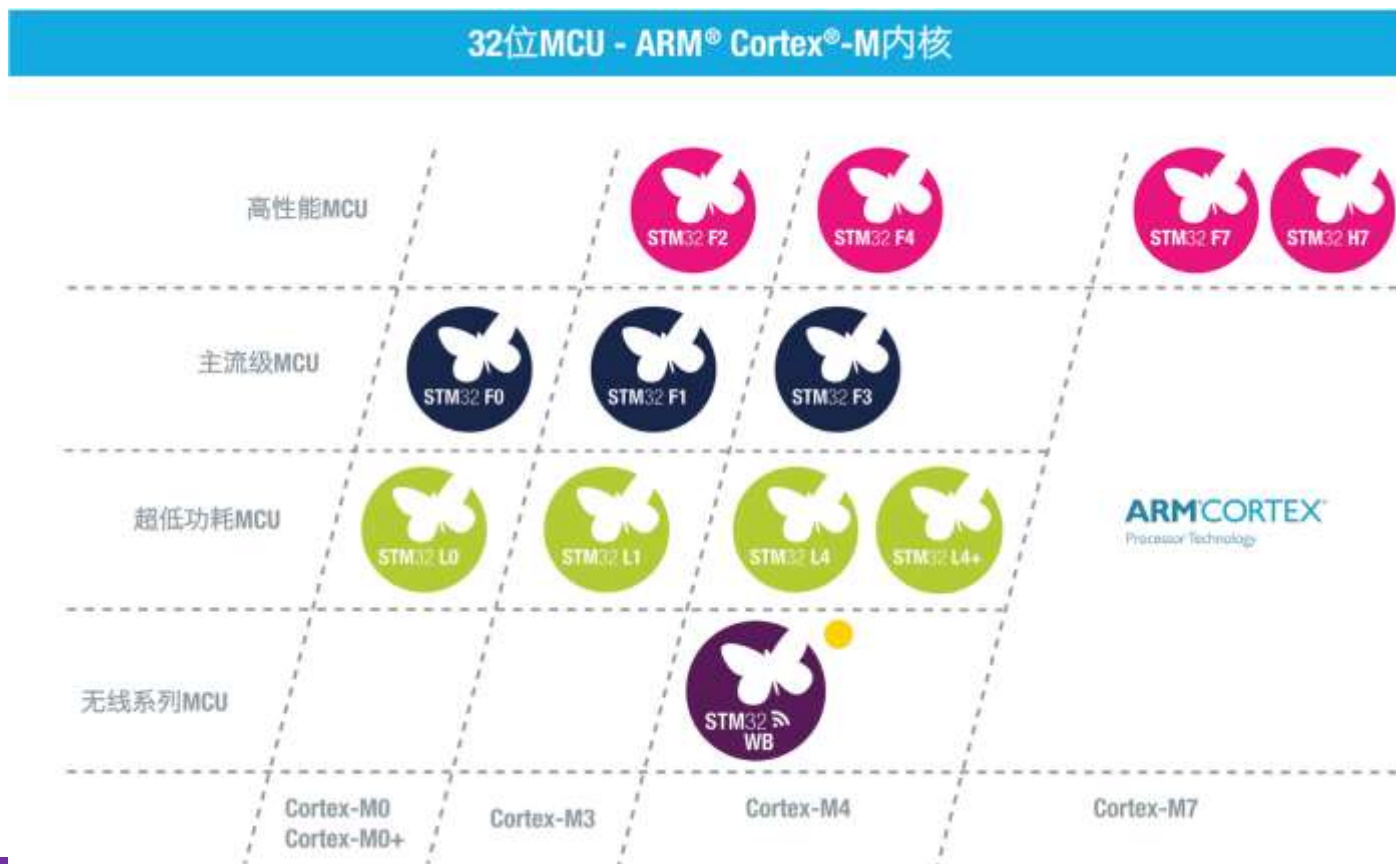 32位MCU - ARM® Cortex®-M内核
高性能MCU
STM32 F2
STM32 F4
STM32 F7
STM32 H7
主流级MCU
STM32 F0
STM32 F1
STM32 F3
超低功耗MCU
STM32 L0
STM32 L1
STM32 L4
STM32 L4+
ARM®CORTEX®
Processor Technology
无线系列MCU
STM32
WB
Cortex-M0
Cortex-M0+
Cortex-M3
Cortex-M4
Cortex-M7